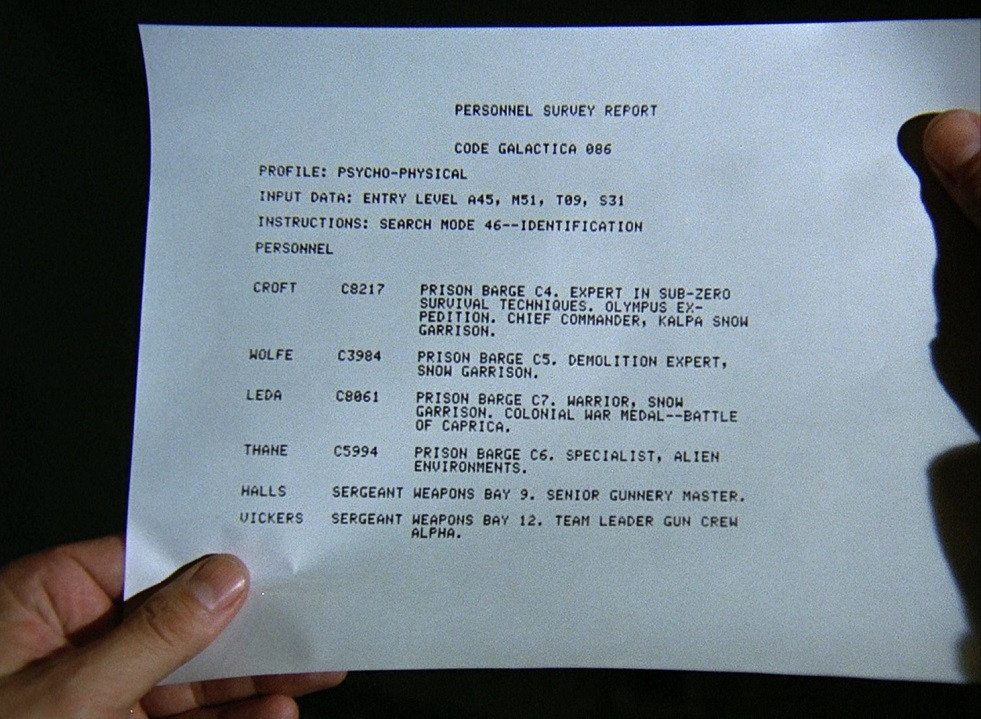 PERSONNEL SURVEY REPORT
CODE GALACTICA 086
PROFILE: PSYCHO-PHYSICAL
INPUT DATA: ENTRY LEVEL A45, M51, T09, S31
INSTRUCTIONS: SEARCH MODE 46--IDENTIFICATION
PERSONNEL
CROFT C8217 PRISON BARGE C4. EXPERT IN SUB-ZERO
SURVIVAL TECHNIQUES. OLYMPUS EX-
PEDITION. CHIEF COMMANDER, KALPA SNOW
GARRISON.
WOLFE C3984 PRISON BARGE C5. DEMOLITION EXPERT,
SNOW GARRISON.
LEDA C8061 PRISON BARGE C7. WARRIOR, SNOW
GARRISON. COLONIAL WAR MEDAL--BATTLE
OF CAPRICA.
THANE C5994 PRISON BARGE C6. SPECIALIST, ALIEN
ENVIRONMENTS.
HALLS SERGEANT WEAPONS BAY 9. SENIOR GUNNERY MASTER.
VICKERS SERGEANT WEAPONS BAY 12. TEAM LEADER GUN CREW
ALPHA.